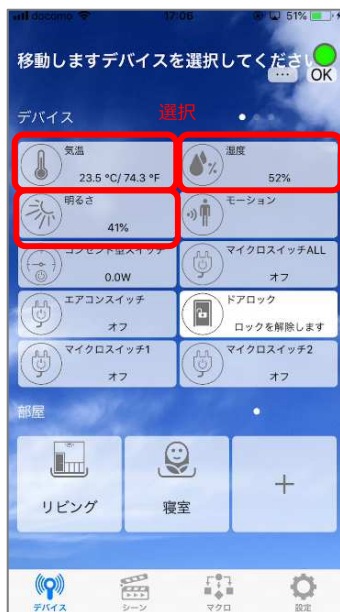 docomo 17:06 51%
移動しますデバイスを選択してください
… OK
デバイス 選択
気温
23.5 °C/ 74.3 °F
湿度
52%
明るさ
41%
モーション
コンセント型スイッチ
0.0W
マイクロスイッチALL
オフ
エアコンスイッチ
オフ
ドアロック
ロックを解除します
マイクロスイッチ1
オフ
マイクロスイッチ2
オフ
部屋
リビング
寝室
+
デバイス シーン マクロ 設定